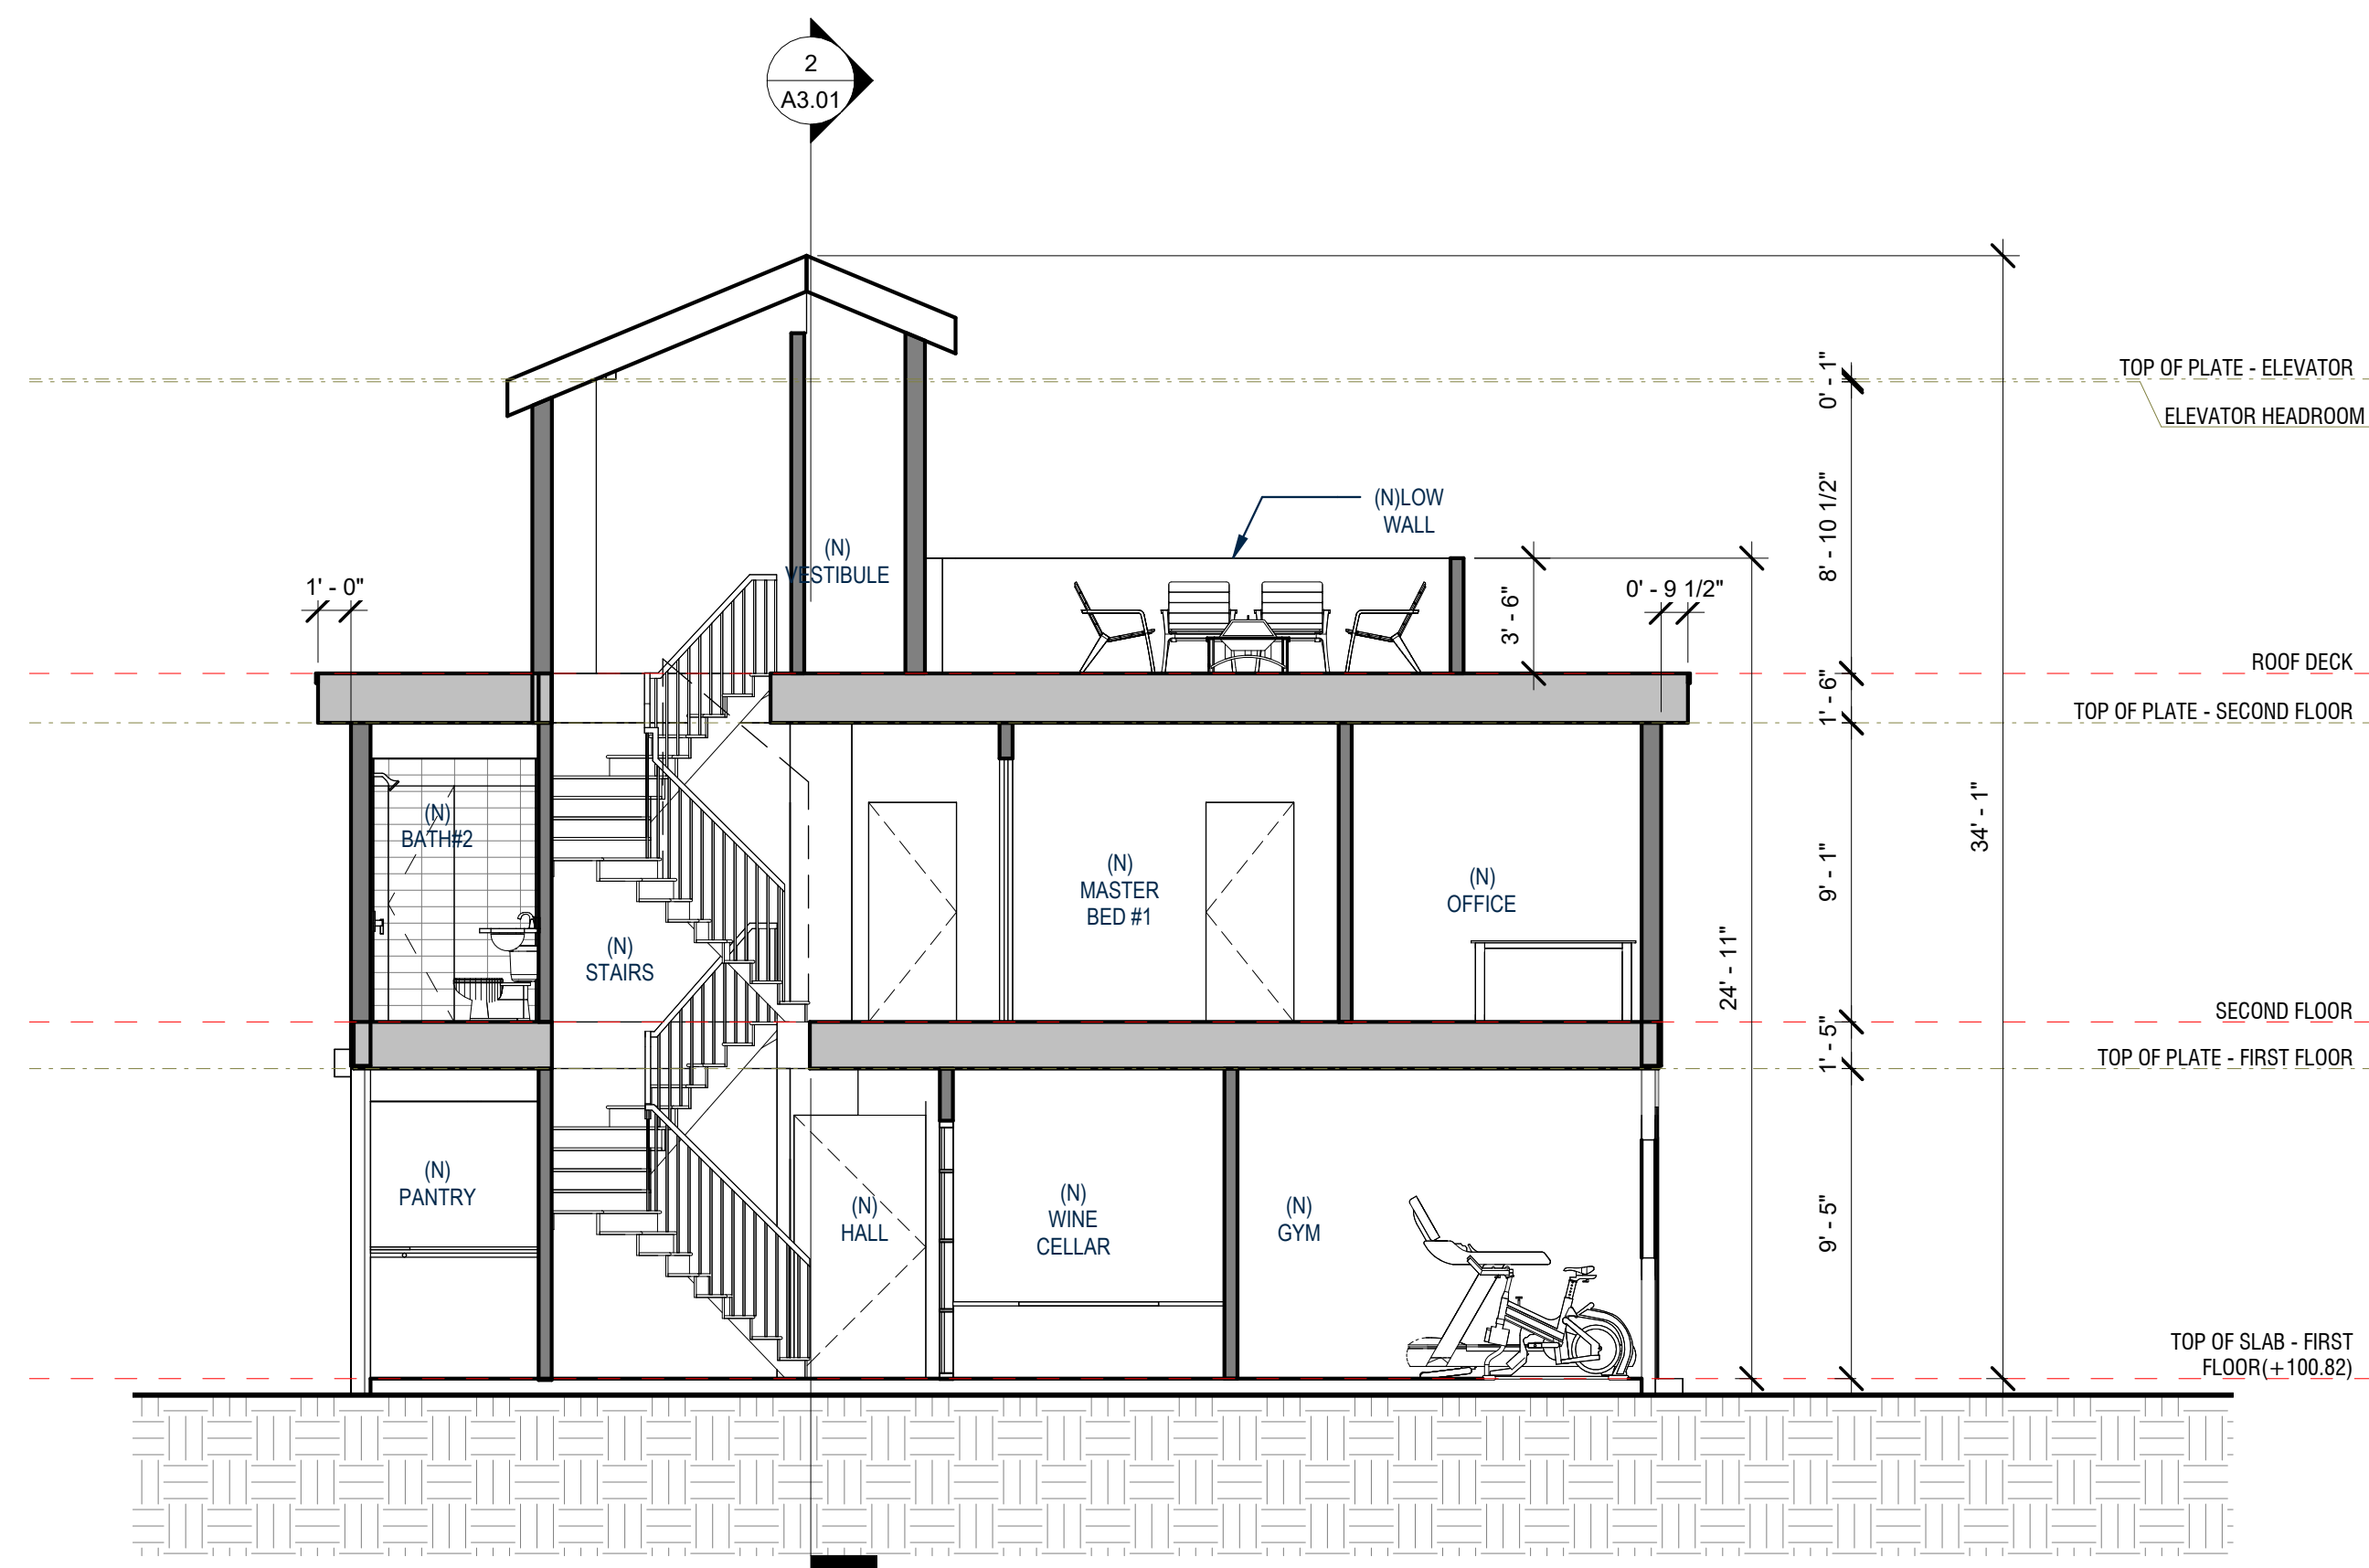 2
A3.01
TOP OF PLATE - ELEVATOR
0' - 1"
ELEVATOR HEADROOM
(N)LOW
WALL
8' - 10 1/2"
(N)
VESTIBULE
1' - 0"
3' - 6"
0' - 9 1/2"
ROOF DECK
1' - 6"
TOP OF PLATE - SECOND FLOOR
34' - 1"
(N)
BATH#2
(N)
MASTER
BED #1
(N)
OFFICE
9' - 1"
(N)
STAIRS
24' - 11"
SECOND FLOOR
1' - 5"
TOP OF PLATE - FIRST FLOOR
(N)
PANTRY
(N)
HALL
(N)
WINE
CELLAR
(N)
GYM
9' - 5"
TOP OF SLAB - FIRST
FLOOR(+100.82)